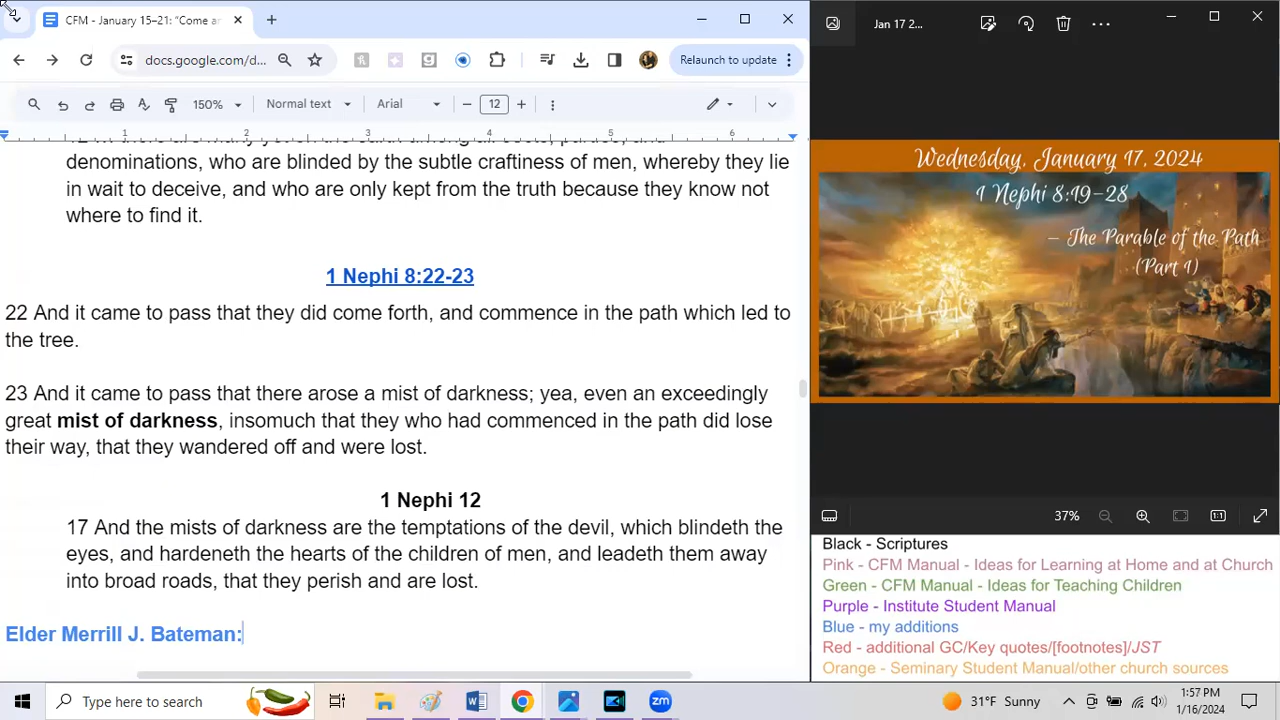 CFM - January 15–21: "Come ar
docs.google.com/d...
Relaunch to update
150%
Normal text
Arial
12
1 2 3 4 5 6
denominations, who are blinded by the subtle craftiness of men, whereby they lie
in wait to deceive, and who are only kept from the truth because they know not
where to find it.
1 Nephi 8:22-23
22 And it came to pass that they did come forth, and commence in the path which led to
the tree.
23 And it came to pass that there arose a mist of darkness; yea, even an exceedingly
great mist of darkness, insomuch that they who had commenced in the path did lose
their way, that they wandered off and were lost.
1 Nephi 12
17 And the mists of darkness are the temptations of the devil, which blindeth the
eyes, and hardeneth the hearts of the children of men, and leadeth them away
into broad roads, that they perish and are lost.
Elder Merrill J. Bateman:
Jan 17 2...
Wednesday, January 17, 2024
1 Nephi 8:19–28
– The Parable of the Path
(Part 1)
37%
Black - Scriptures
Pink - CFM Manual - Ideas for Learning at Home and at Church
Green - CFM Manual - Ideas for Teaching Children
Purple - Institute Student Manual
Blue - my additions
Red - additional GC/Key quotes/[footnotes]/JST
Orange - Seminary Student Manual/other church sources
Type here to search
31°F Sunny
1:57 PM
1/16/2024